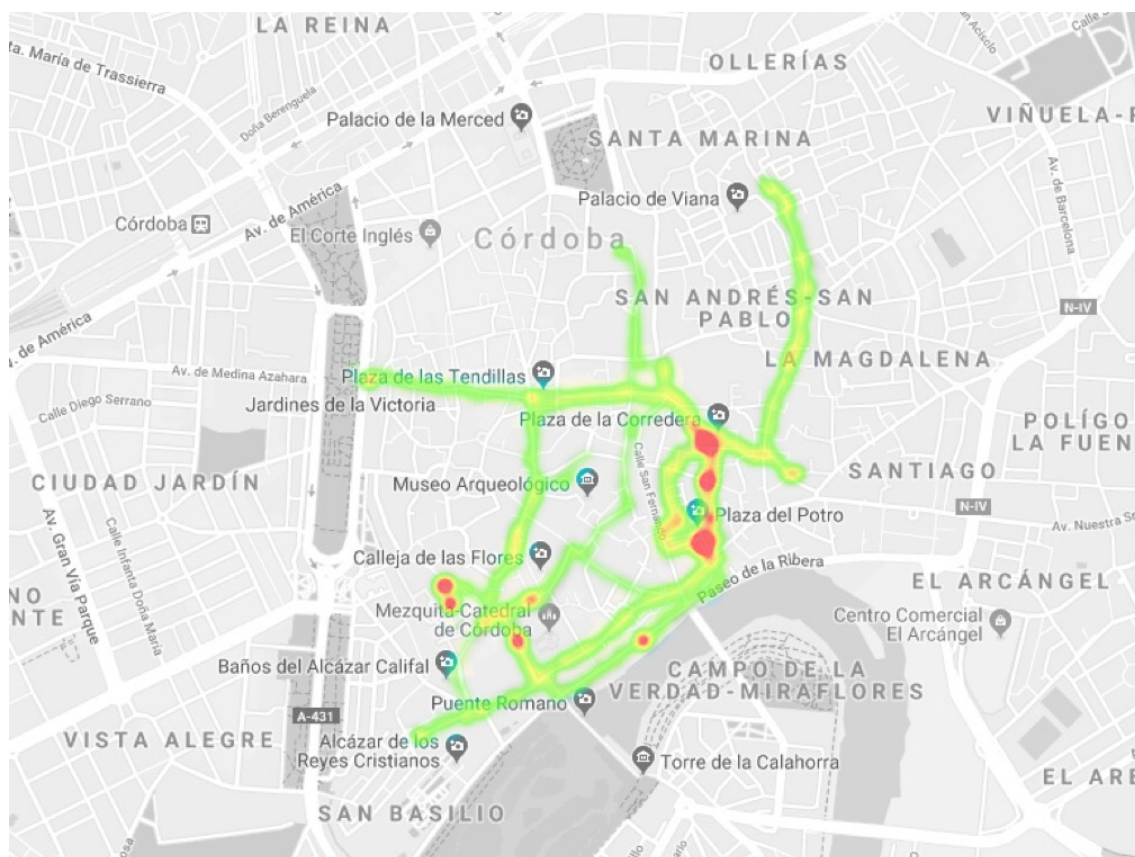 LA REINA
Calle S
San Acisclo
ta. María de Trassierra
OLLERÍAS
Doña Berenguela
Palacio de la Merced
VIÑUELA-R
SANTA MARINA
Av. de América
Palacio de Viana
Av. de Barcelona
Córdoba
El Corte Inglés
Córdoba
SAN ANDRÉS-SAN
PABLO
N-IV
. de América
LA MAGDALENA
Av. de Medina Azahara
Plaza de las Tendillas
Calle Diego Serrano
Jardines de la Victoria
Plaza de la Corredera
POLÍGO
LA FUEN
CIUDAD JARDÍN
Museo Arqueológico
Calle San Fernando
SANTIAGO
N-IV
Plaza del Potro
Av. Nuestra Se
Av. Gran Vía Parque
Calle Infanta Doña María
Calleja de las Flores
Paseo de la Ribera
EL ARCÁNGEL
NO
NTE
Mezquita-Catedral
de Córdoba
Centro Comercial
El Arcángel
Baños del Alcázar Califal
CAMPO DE LA
VERDAD-MIRAFLORES
Puente Romano
A-431
VISTA ALEGRE
Alcázar de los
Reyes Cristianos
Torre de la Calahorra
EL ARE
SAN BASILIO